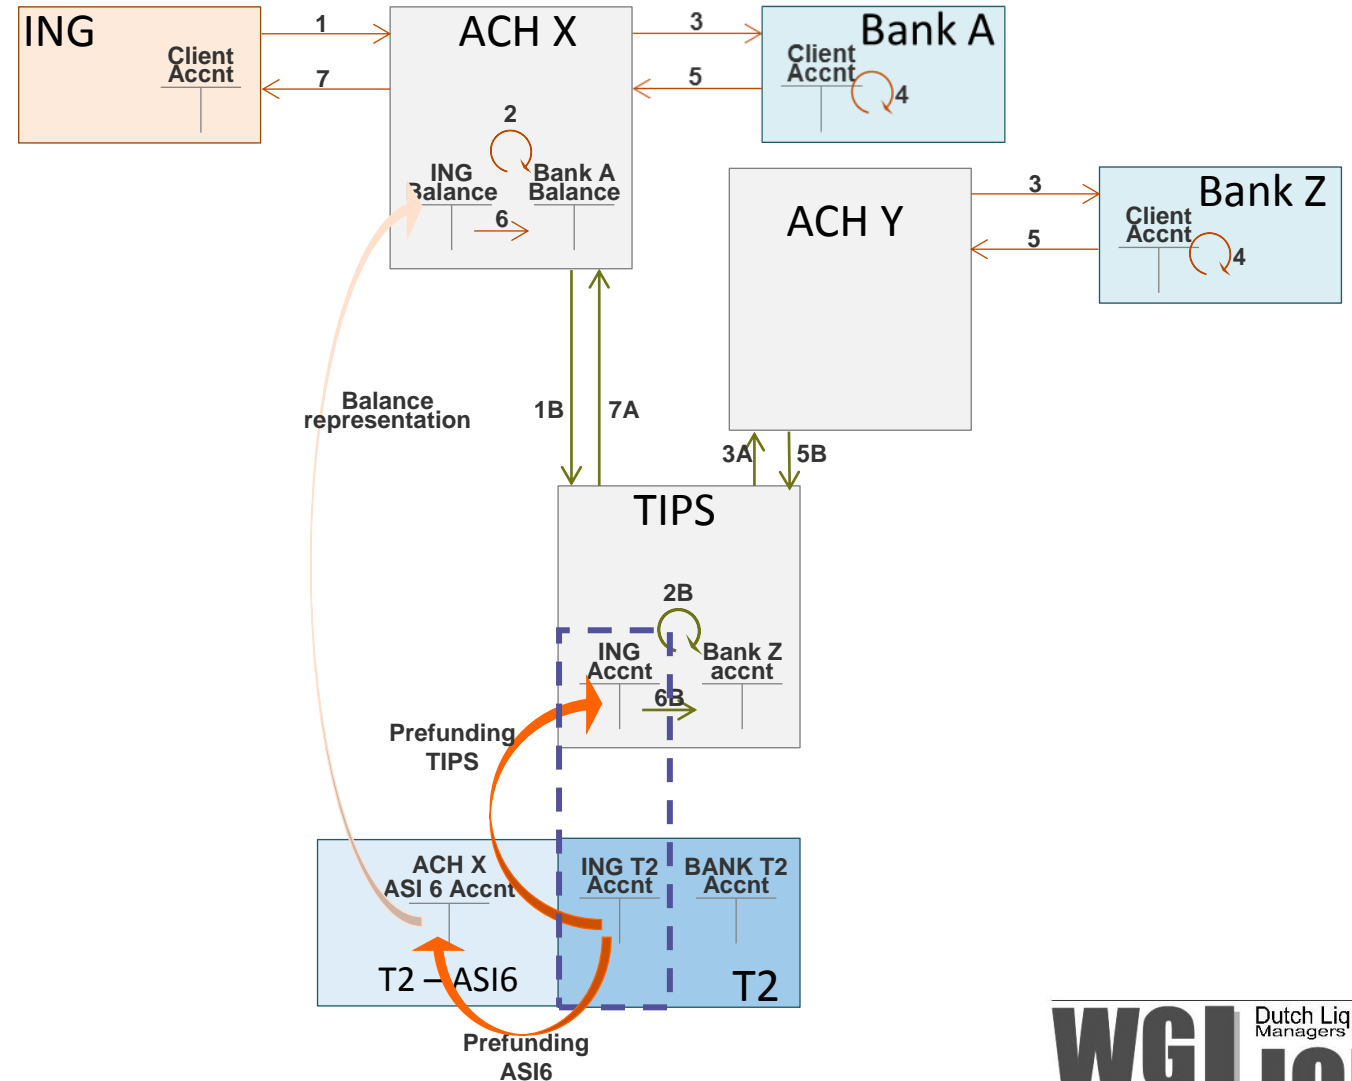 ING
Client
Accnt
1
7
ACH X
2
ING
Balance
Bank A
Balance
6
3
5
Bank A
Client
Accnt
4
ACH Y
3
5
Bank Z
Client
Accnt
4
Balance
representation
1B
7A
3A
5B
TIPS
2B
ING
Accnt
Bank Z
accnt
6B
Prefunding
TIPS
ACH X
ASI 6 Accnt
ING T2
Accnt
BANK T2
Accnt
T2 – ASI6
T2
Prefunding
ASI6
WGL
Dutch Liq
Managers